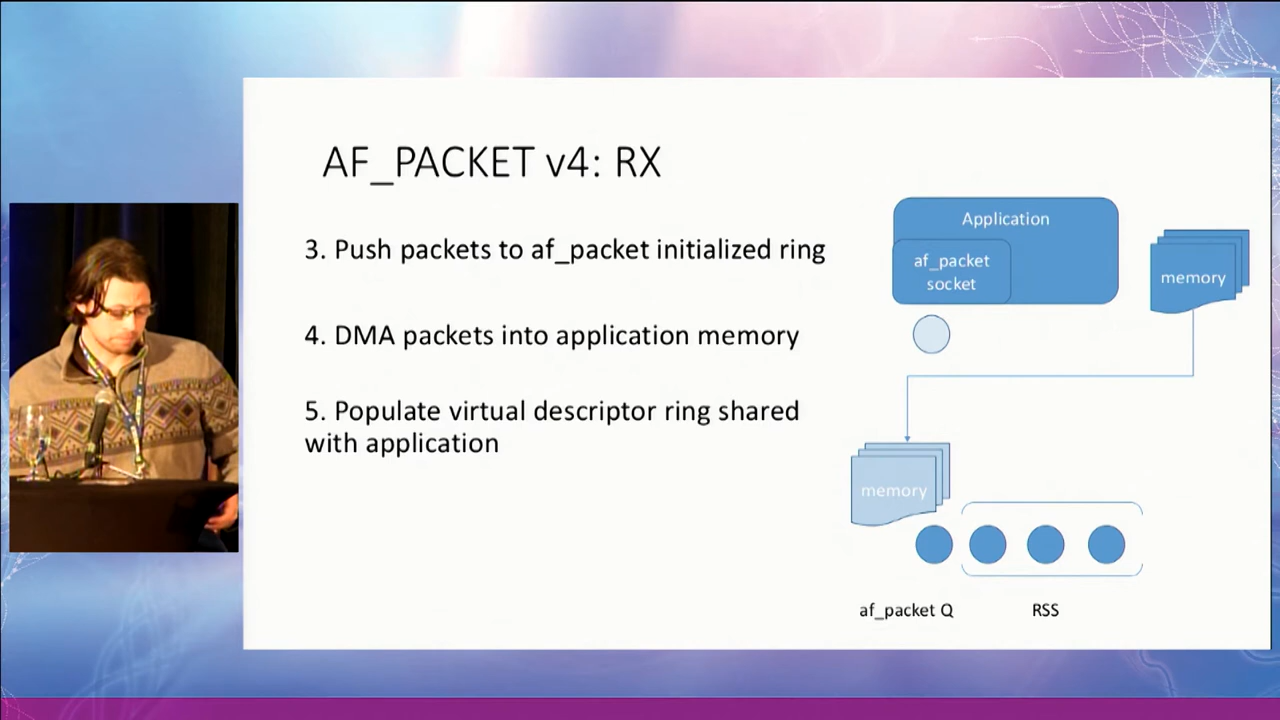 AF_PACKET v4: RX
3. Push packets to af_packet initialized ring
4. DMA packets into application memory
5. Populate virtual descriptor ring shared
with application
Application
af_packet
socket
memory
memory
af_packet Q
RSS